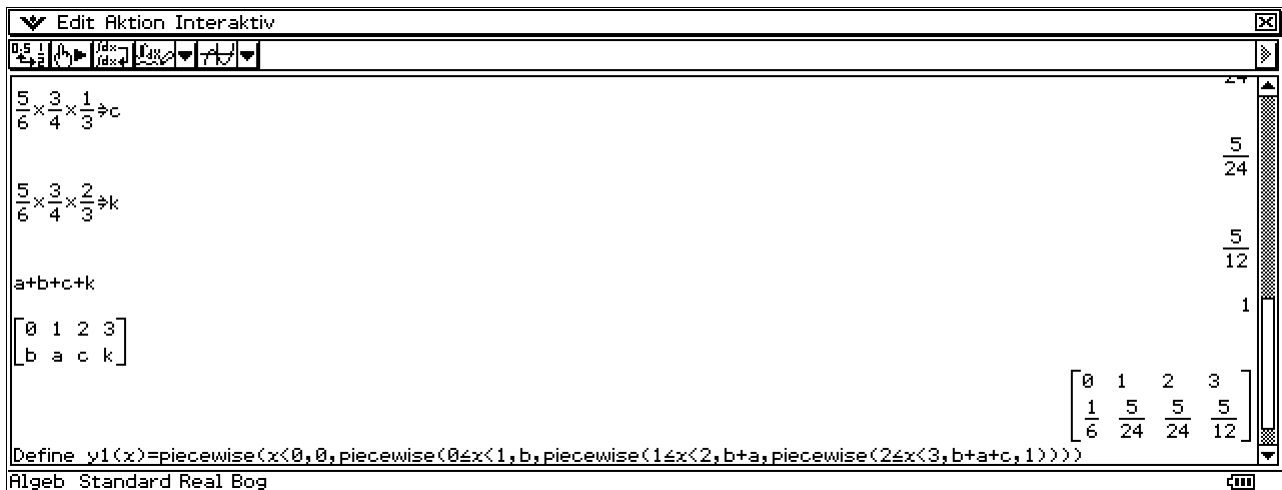 Edit Aktion Interaktiv
24
5/6×3/4×1/3⇒c
5/24
5/6×3/4×2/3⇒k
5/12
a+b+c+k
1
[0 1 2 3
b a c k]
[0 1 2 3
1/6 5/24 5/24 5/12]
Define y1(x)=piecewise(x<0,0,piecewise(0≤x<1,b,piecewise(1≤x<2,b+a,piecewise(2≤x<3,b+a+c,1))))
Algeb Standard Real Bog